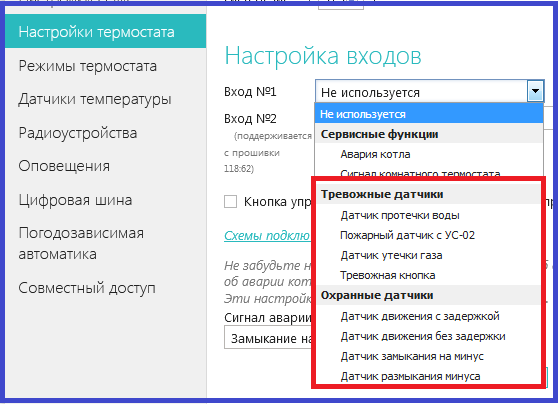 Настройки термостата
Режимы термостата
Датчики температуры
Радиоустройства
Оповещения
Цифровая шина
Погодозависимая
автоматика
Совместный доступ
Настройка входов
Вход №1
Не используется
Вход №2
(поддерживается
с прошивки
118:62)
Не используется
Сервисные функции
Авария котла
Сигнал комнатного термостата
Тревожные датчики
Датчик протечки воды
Пожарный датчик с УС-02
Датчик утечки газа
Тревожная кнопка
Охранные датчики
Датчик движения с задержкой
Датчик движения без задержки
Датчик замыкания на минус
Датчик размыкания минуса
Кнопка упр
Схемы подклю
Не забудьте н
об аварии кот
Эти настройк
Сигнал аварии
Замыкание на